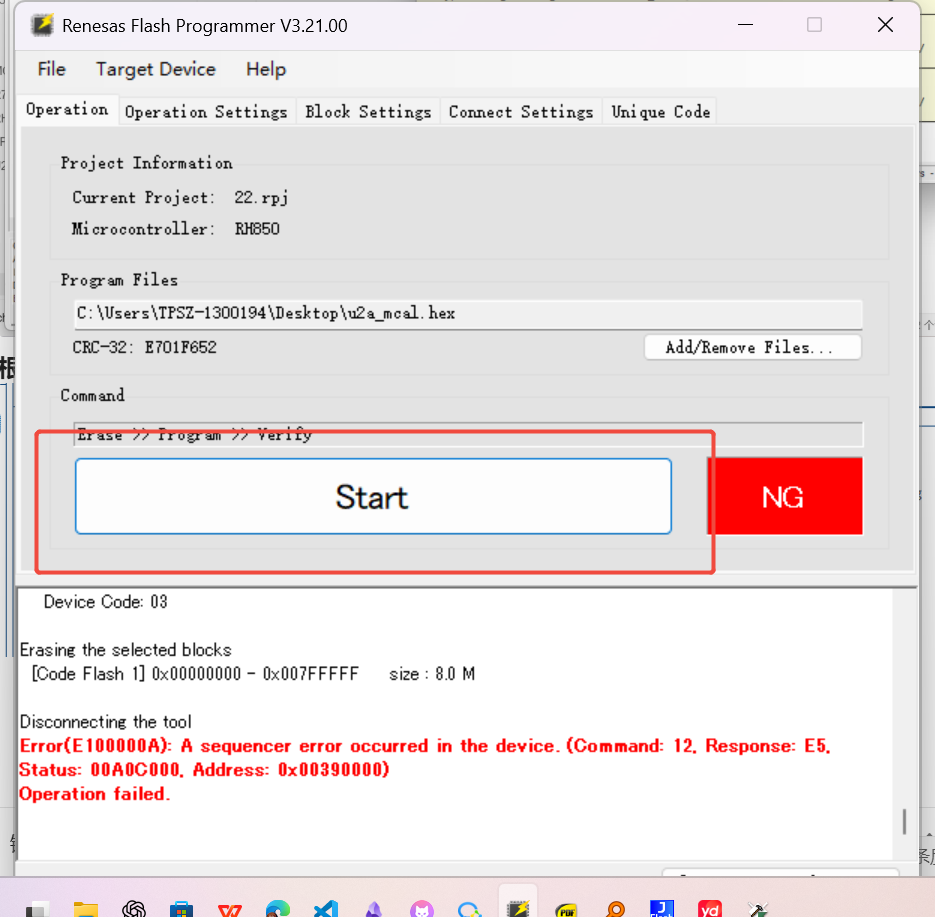 Renesas Flash Programmer V3.21.00
File Target Device Help
Operation Operation Settings Block Settings Connect Settings Unique Code
Project Information
Current Project: 22.rpj
Microcontroller: RH850
Program Files
C:\Users\TPSZ-1300194\Desktop\u2a_mcal.hex
CRC-32: E701F652
Add/Remove Files...
Command
Erase >> Program >> Verify
Start
NG
Device Code: 03
Erasing the selected blocks
[Code Flash 1] 0x00000000 - 0x007FFFFF size : 8.0 M
Disconnecting the tool
Error(E100000A): A sequencer error occurred in the device. (Command: 12, Response: E5,
Status: 00A0C000, Address: 0x00390000)
Operation failed.